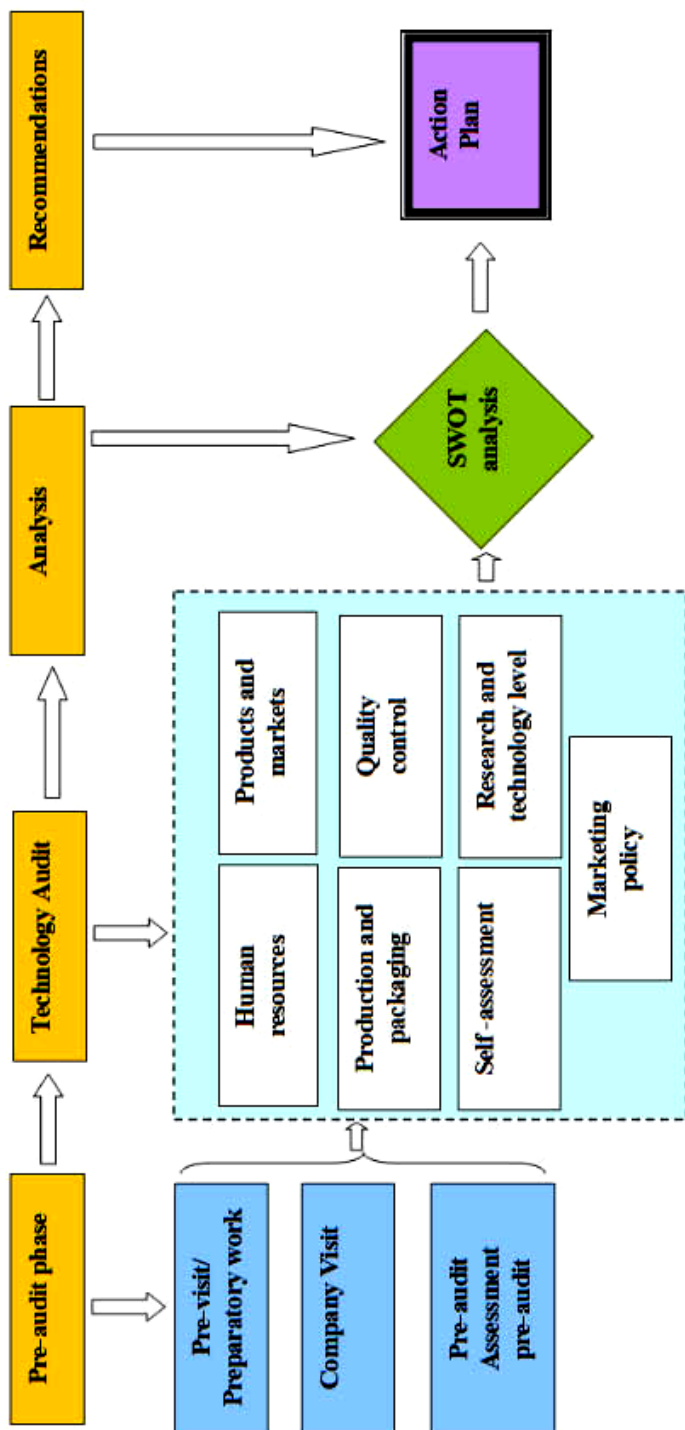 Pre-audit phase
Technology Audit
Analysis
Recommendations
Pre-visit/
Preparatory work
Company Visit
Pre-audit
Assessment
pre-audit
Human
resources
Products and
markets
Production and
packaging
Quality
control
Self-assessment
Research and
technology level
Marketing
policy
SWOT
analysis
Action
Plan